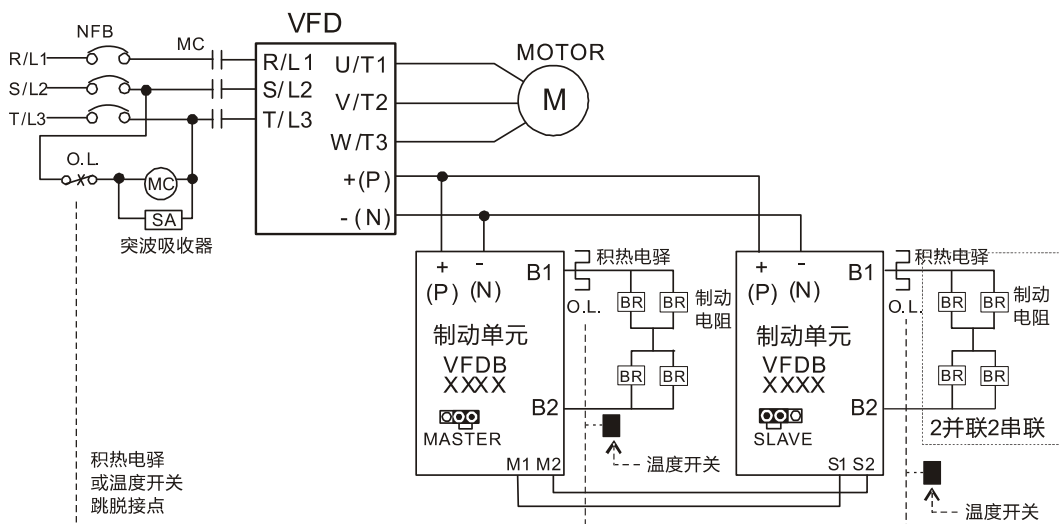 VFD
NFB
MC
MOTOR
R/L1
R/L1
U/T1
S/L2
S/L2
V/T2
M
T/L3
T/L3
W/T3
O.L.
MC
+(P)
SA
-(N)
突波吸收器
+
-
B1
(P)
(N)
积热电驿
O.L.
BR
BR
制动
电阻
制动单元
VFDB
XXXX
BR
BR
B2
MASTER
M1 M2
温度开关
+
-
B1
(P)
(N)
积热电驿
O.L.
BR
BR
制动
电阻
制动单元
VFDB
XXXX
BR
BR
B2
2并联2串联
SLAVE
S1 S2
温度开关
积热电驿
或温度开关
跳脱接点